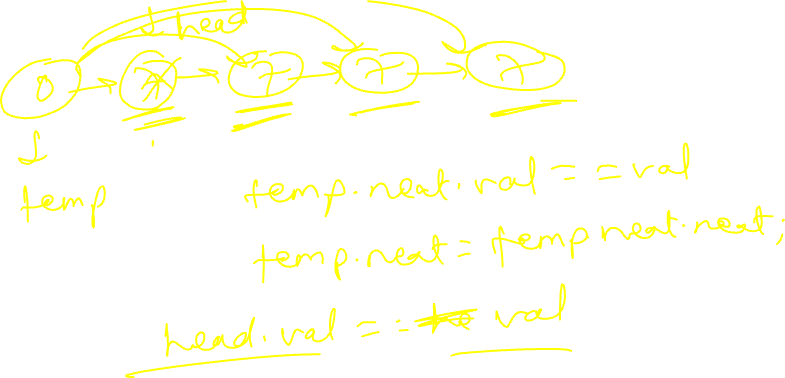 ↓ head
0 → 7 → 7 → 7 → 7
↓
temp
temp.next.val == val
temp.next = temp next.next;
head.val == val